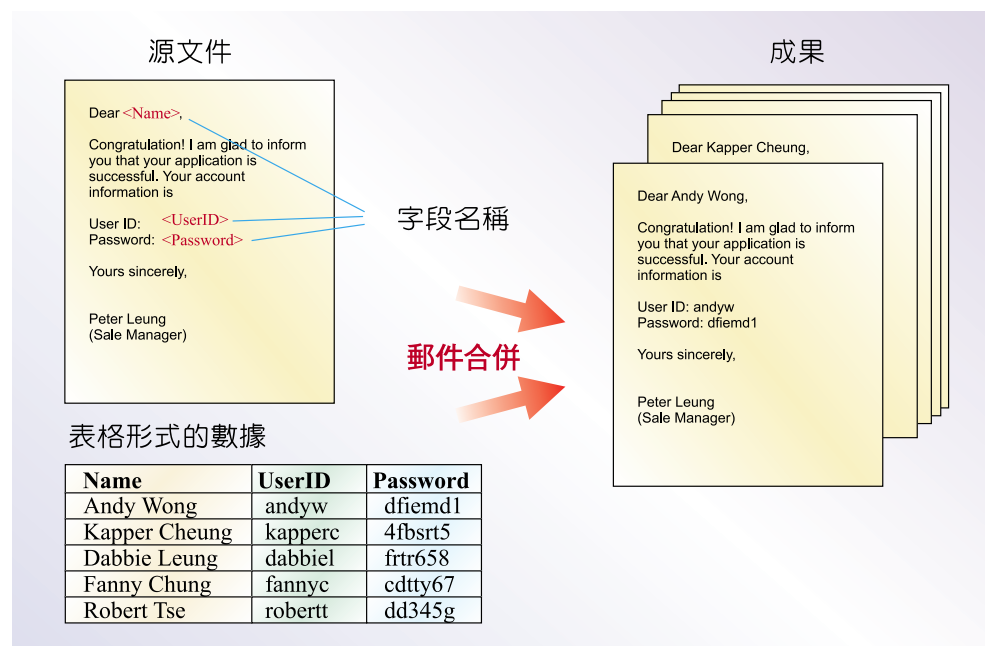 源文件
Dear <Name>,
Congratulation! I am glad to inform
you that your application is
successful. Your account
information is
User ID: <UserID>
Password: <Password>
Yours sincerely,
Peter Leung
(Sale Manager)
字段名稱
郵件合併
成果
Dear Kapper Cheung,
Dear Andy Wong,
Congratulation! I am glad to inform
you that your application is
successful. Your account
information is
User ID: andyw
Password: dfiemd1
Yours sincerely,
Peter Leung
(Sale Manager)
表格形式的數據
Name UserID Password
Andy Wong andyw dfiemd1
Kapper Cheung kapperc 4fbsrt5
Dabbie Leung dabbiel frtr658
Fanny Chung fannyc cdtty67
Robert Tse robertt dd345g